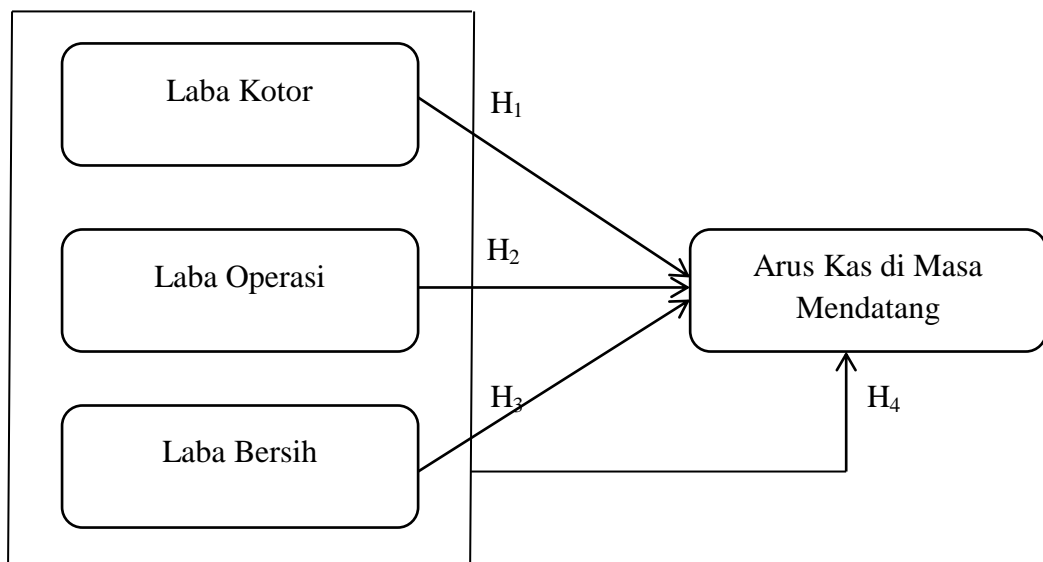 Laba Kotor
H₁
Laba Operasi
H₂
Arus Kas di Masa
Mendatang
H₃
H₄
Laba Bersih